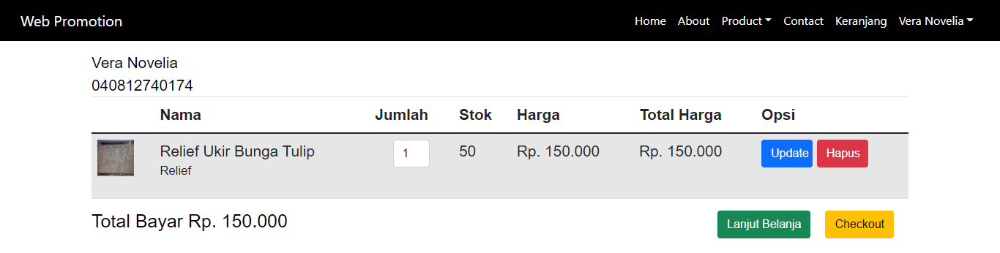 Web Promotion Home About Product Contact Keranjang Vera Novelia
Vera Novelia
040812740174
Nama Jumlah Stok Harga Total Harga Opsi
Relief Ukir Bunga Tulip 1 50 Rp. 150.000 Rp. 150.000 Update Hapus
Relief
Total Bayar Rp. 150.000 Lanjut Belanja Checkout